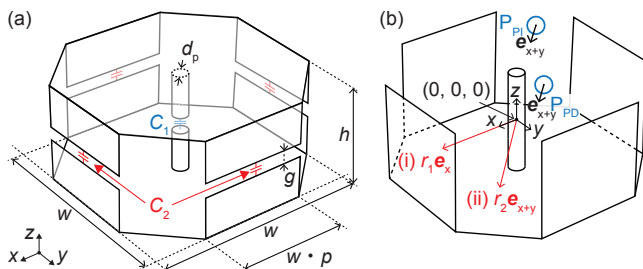 (a)
d_p
C_1
h
g
C_2
w
w
w · p
z
x
y
(b)
P_PI
e_x+y
(0, 0, 0)
z
e_x+y
P_PD
x
y
(i) r_1e_x
(ii) r_2e_x+y